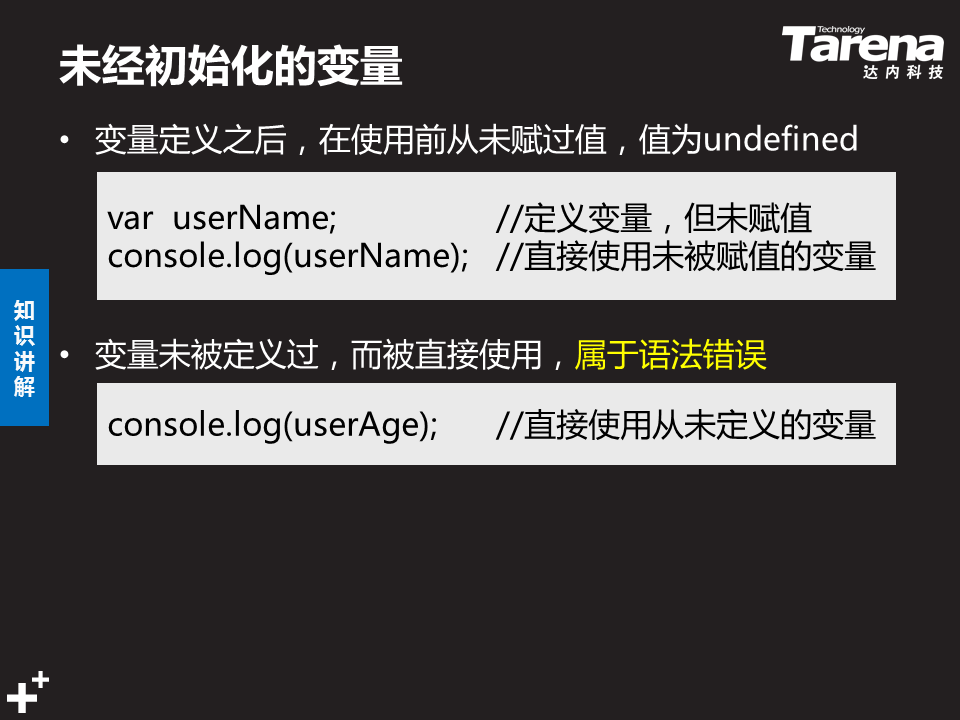 未经初始化的变量
Technology
Tarena
达内科技
• 变量定义之后，在使用前从未赋过值，值为undefined
var userName; //定义变量，但未赋值
console.log(userName); //直接使用未被赋值的变量
知识讲解
• 变量未被定义过，而被直接使用，属于语法错误
console.log(userAge); //直接使用从未定义的变量